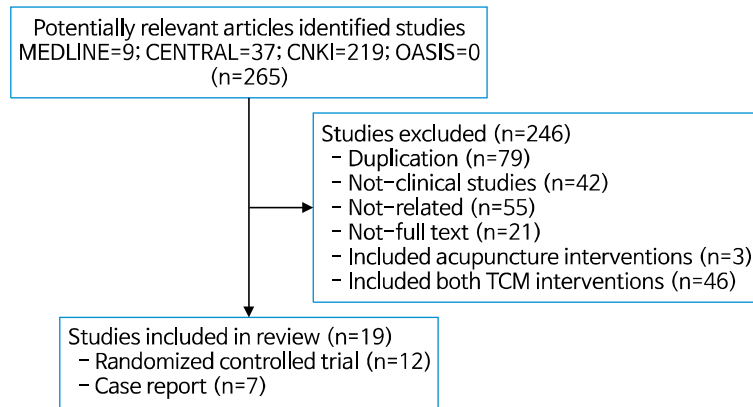 Potentially relevant articles identified studies
MEDLINE=9; CENTRAL=37; CNKI=219; OASIS=0
(n=265)
Studies excluded (n=246)
- Duplication (n=79)
- Not-clinical studies (n=42)
- Not-related (n=55)
- Not-full text (n=21)
- Included acupuncture interventions (n=3)
- Included both TCM interventions (n=46)
Studies included in review (n=19)
- Randomized controlled trial (n=12)
- Case report (n=7)